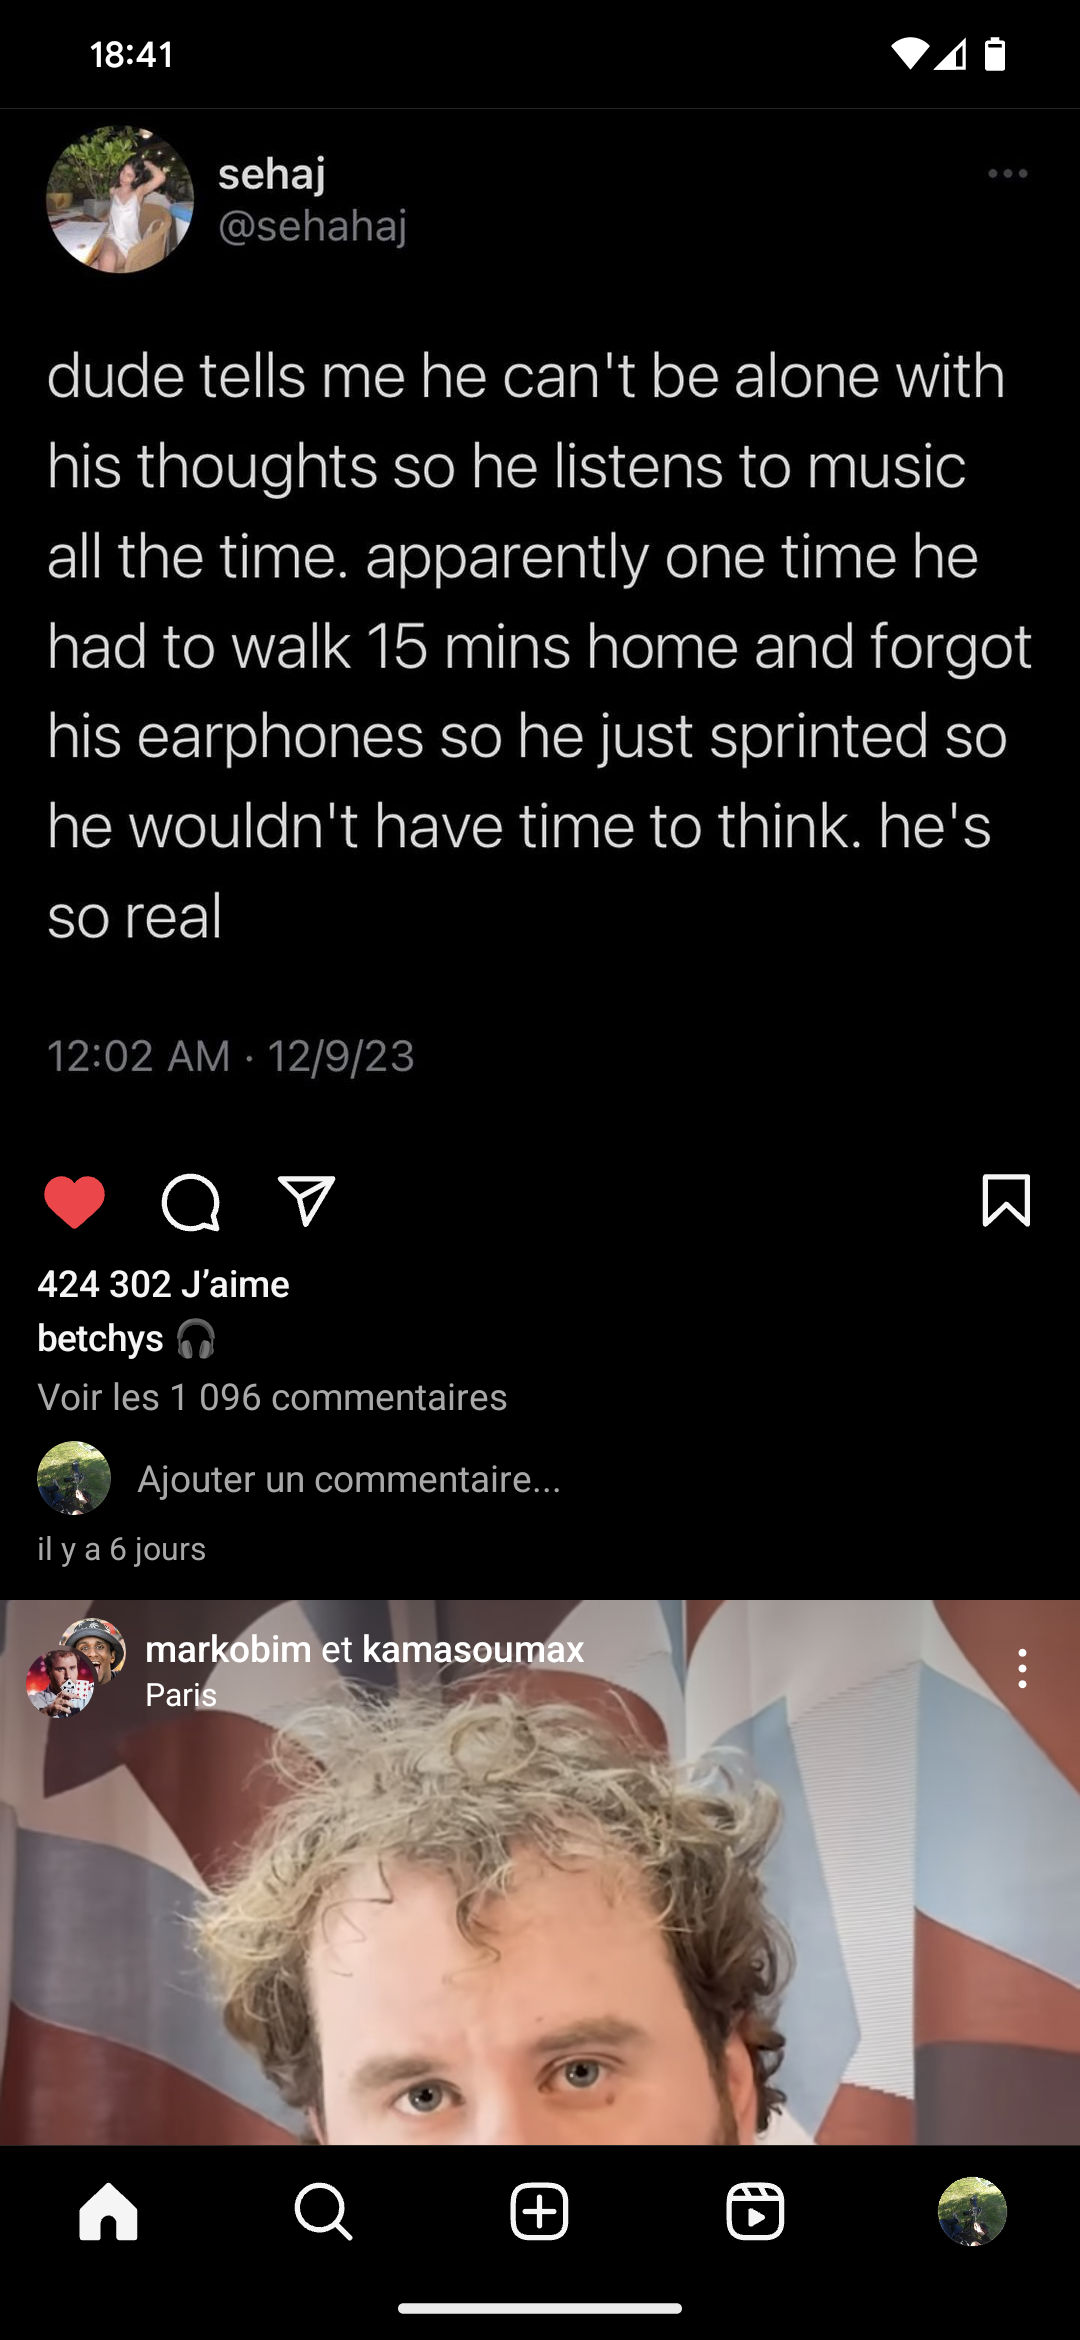 18:41
sehaj
@sehahaj
dude tells me he can't be alone with
his thoughts so he listens to music
all the time. apparently one time he
had to walk 15 mins home and forgot
his earphones so he just sprinted so
he wouldn't have time to think. he's
so real
12:02 AM · 12/9/23
424 302 J’aime
betchys 🎧
Voir les 1 096 commentaires
Ajouter un commentaire...
il y a 6 jours
markobim et kamasoumax
Paris